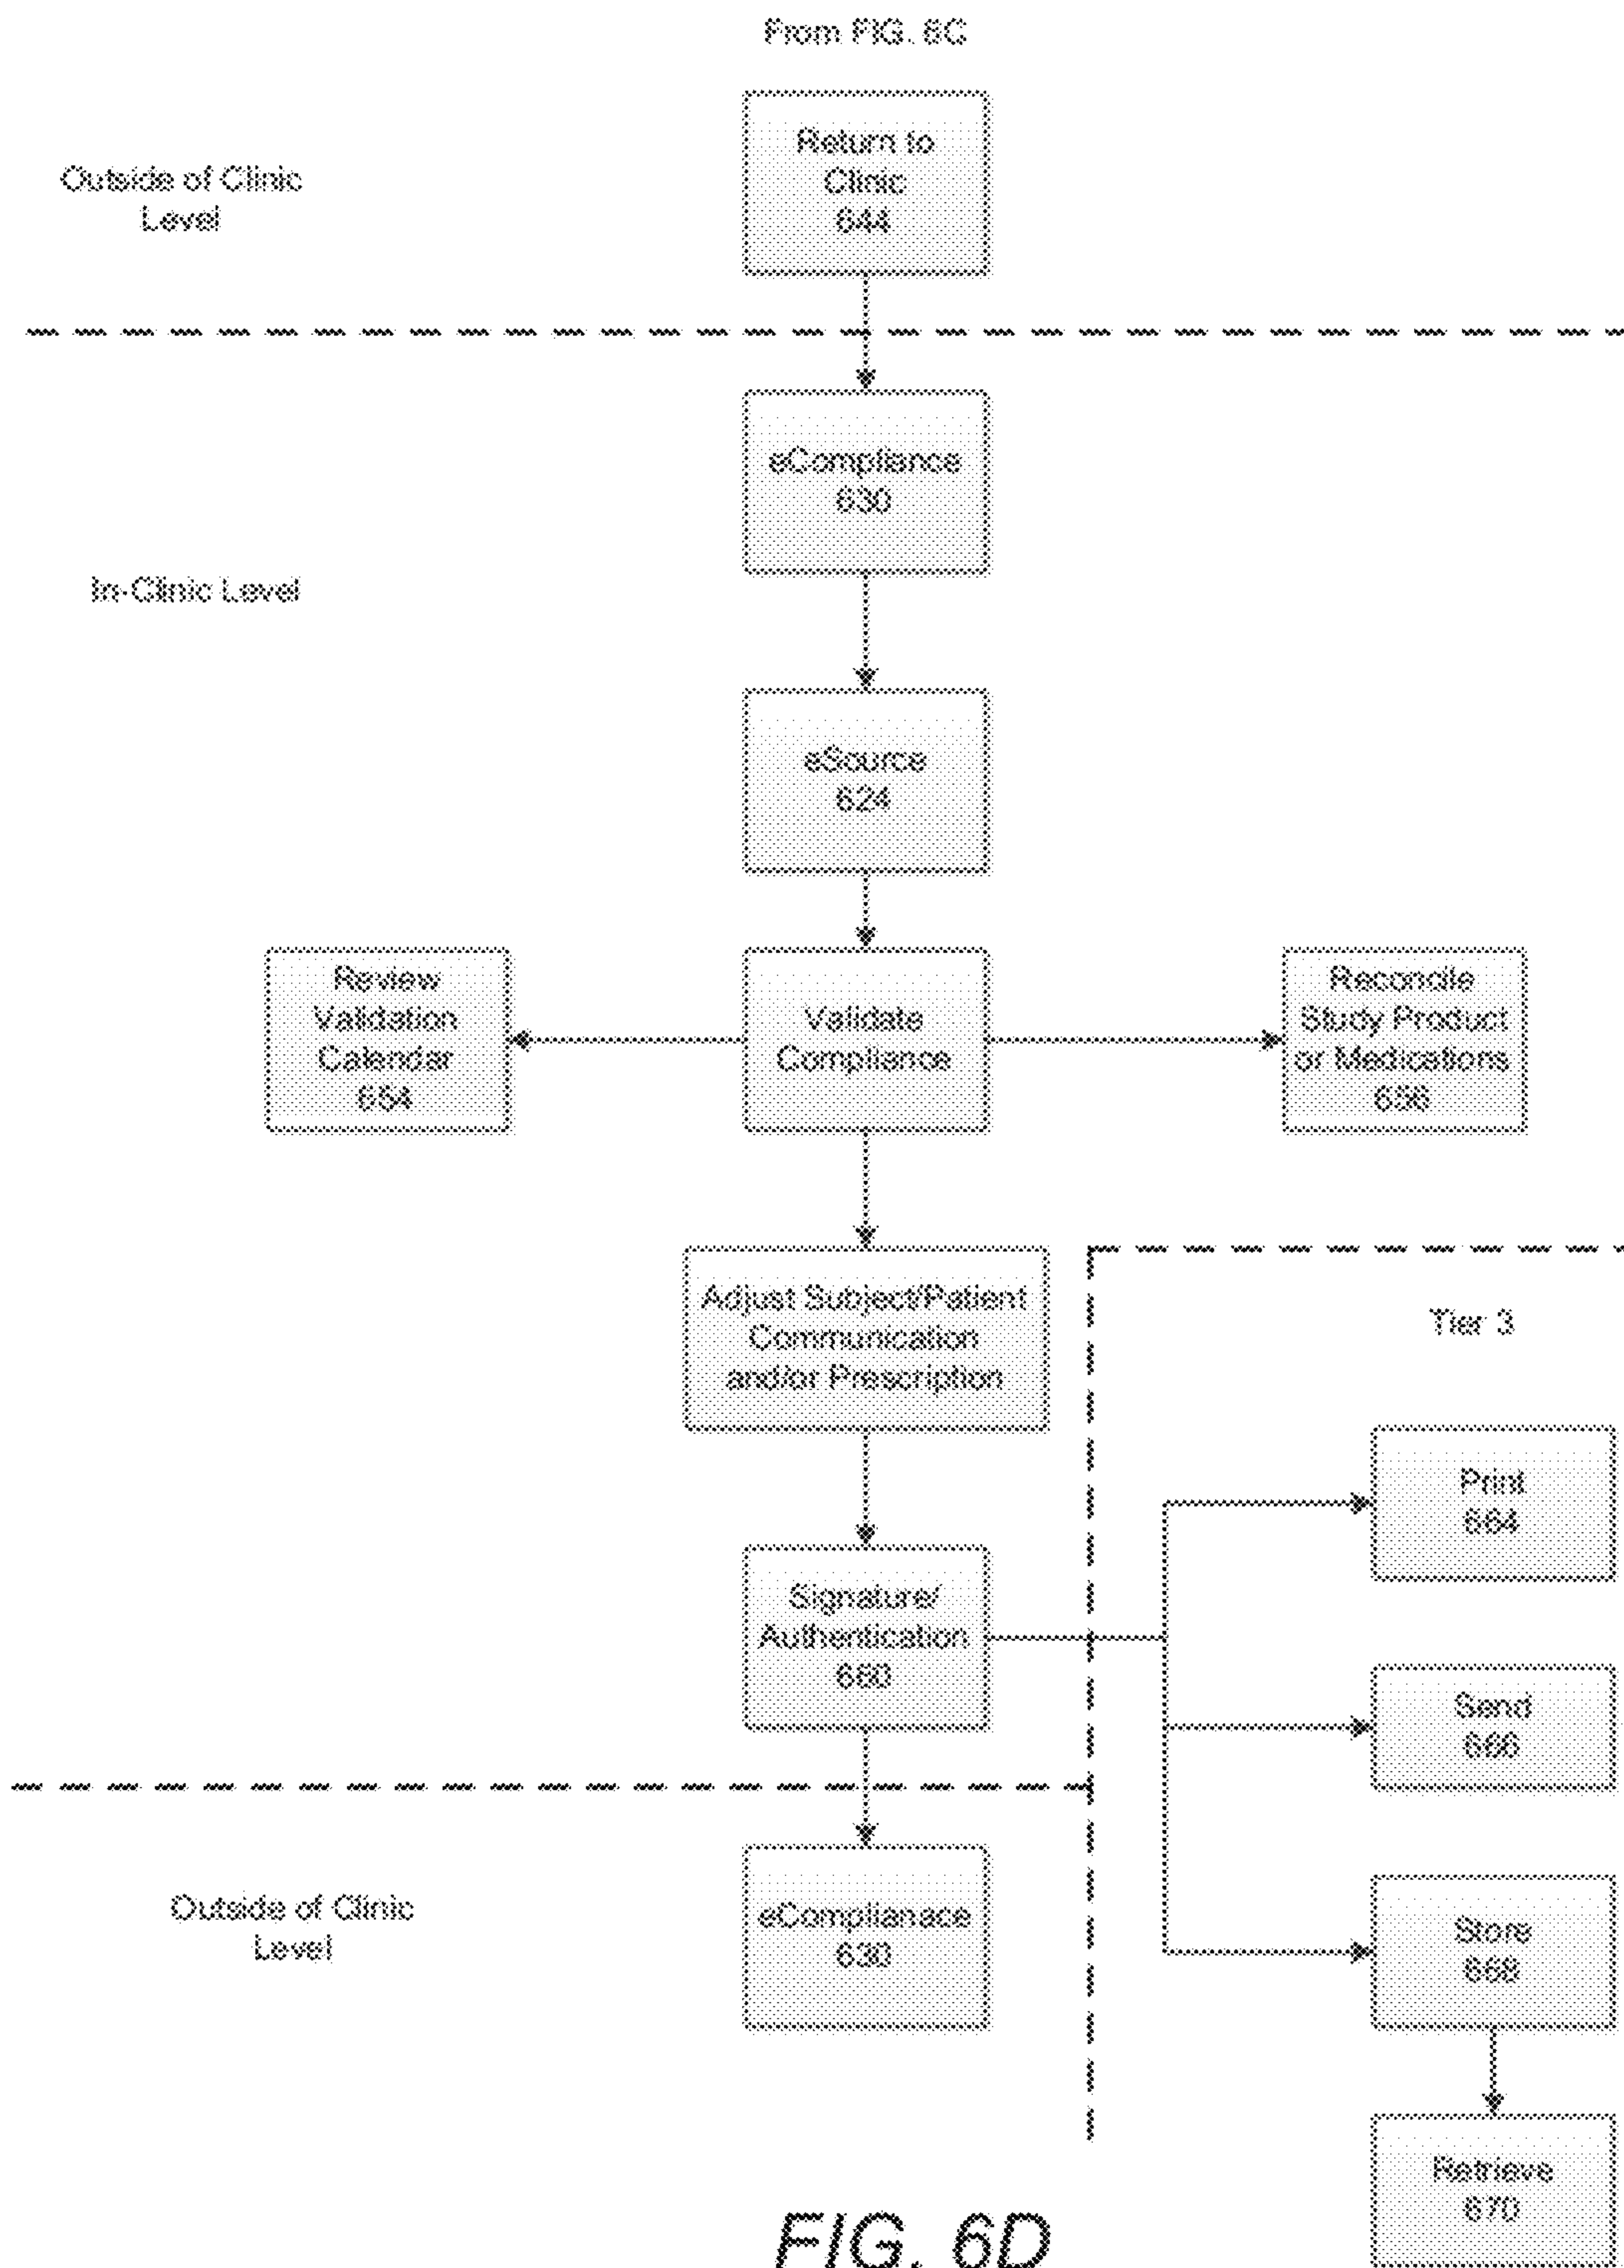 From FIG. 6C
Return to
Clinic
644
Outside of Clinic
Level
eCompliance
630
In-Clinic Level
eSource
624
Review
Validation
Calendar
654
Validate
Compliance
Reconcile
Study Product
or Medications
656
Adjust Subject/Patient
Communication
and/or Prescription
Tier 3
Print
664
Signature/
Authentication
660
Send
666
Outside of Clinic
Level
eComplianace
630
Store
668
Retrieve
670
FIG. 6D